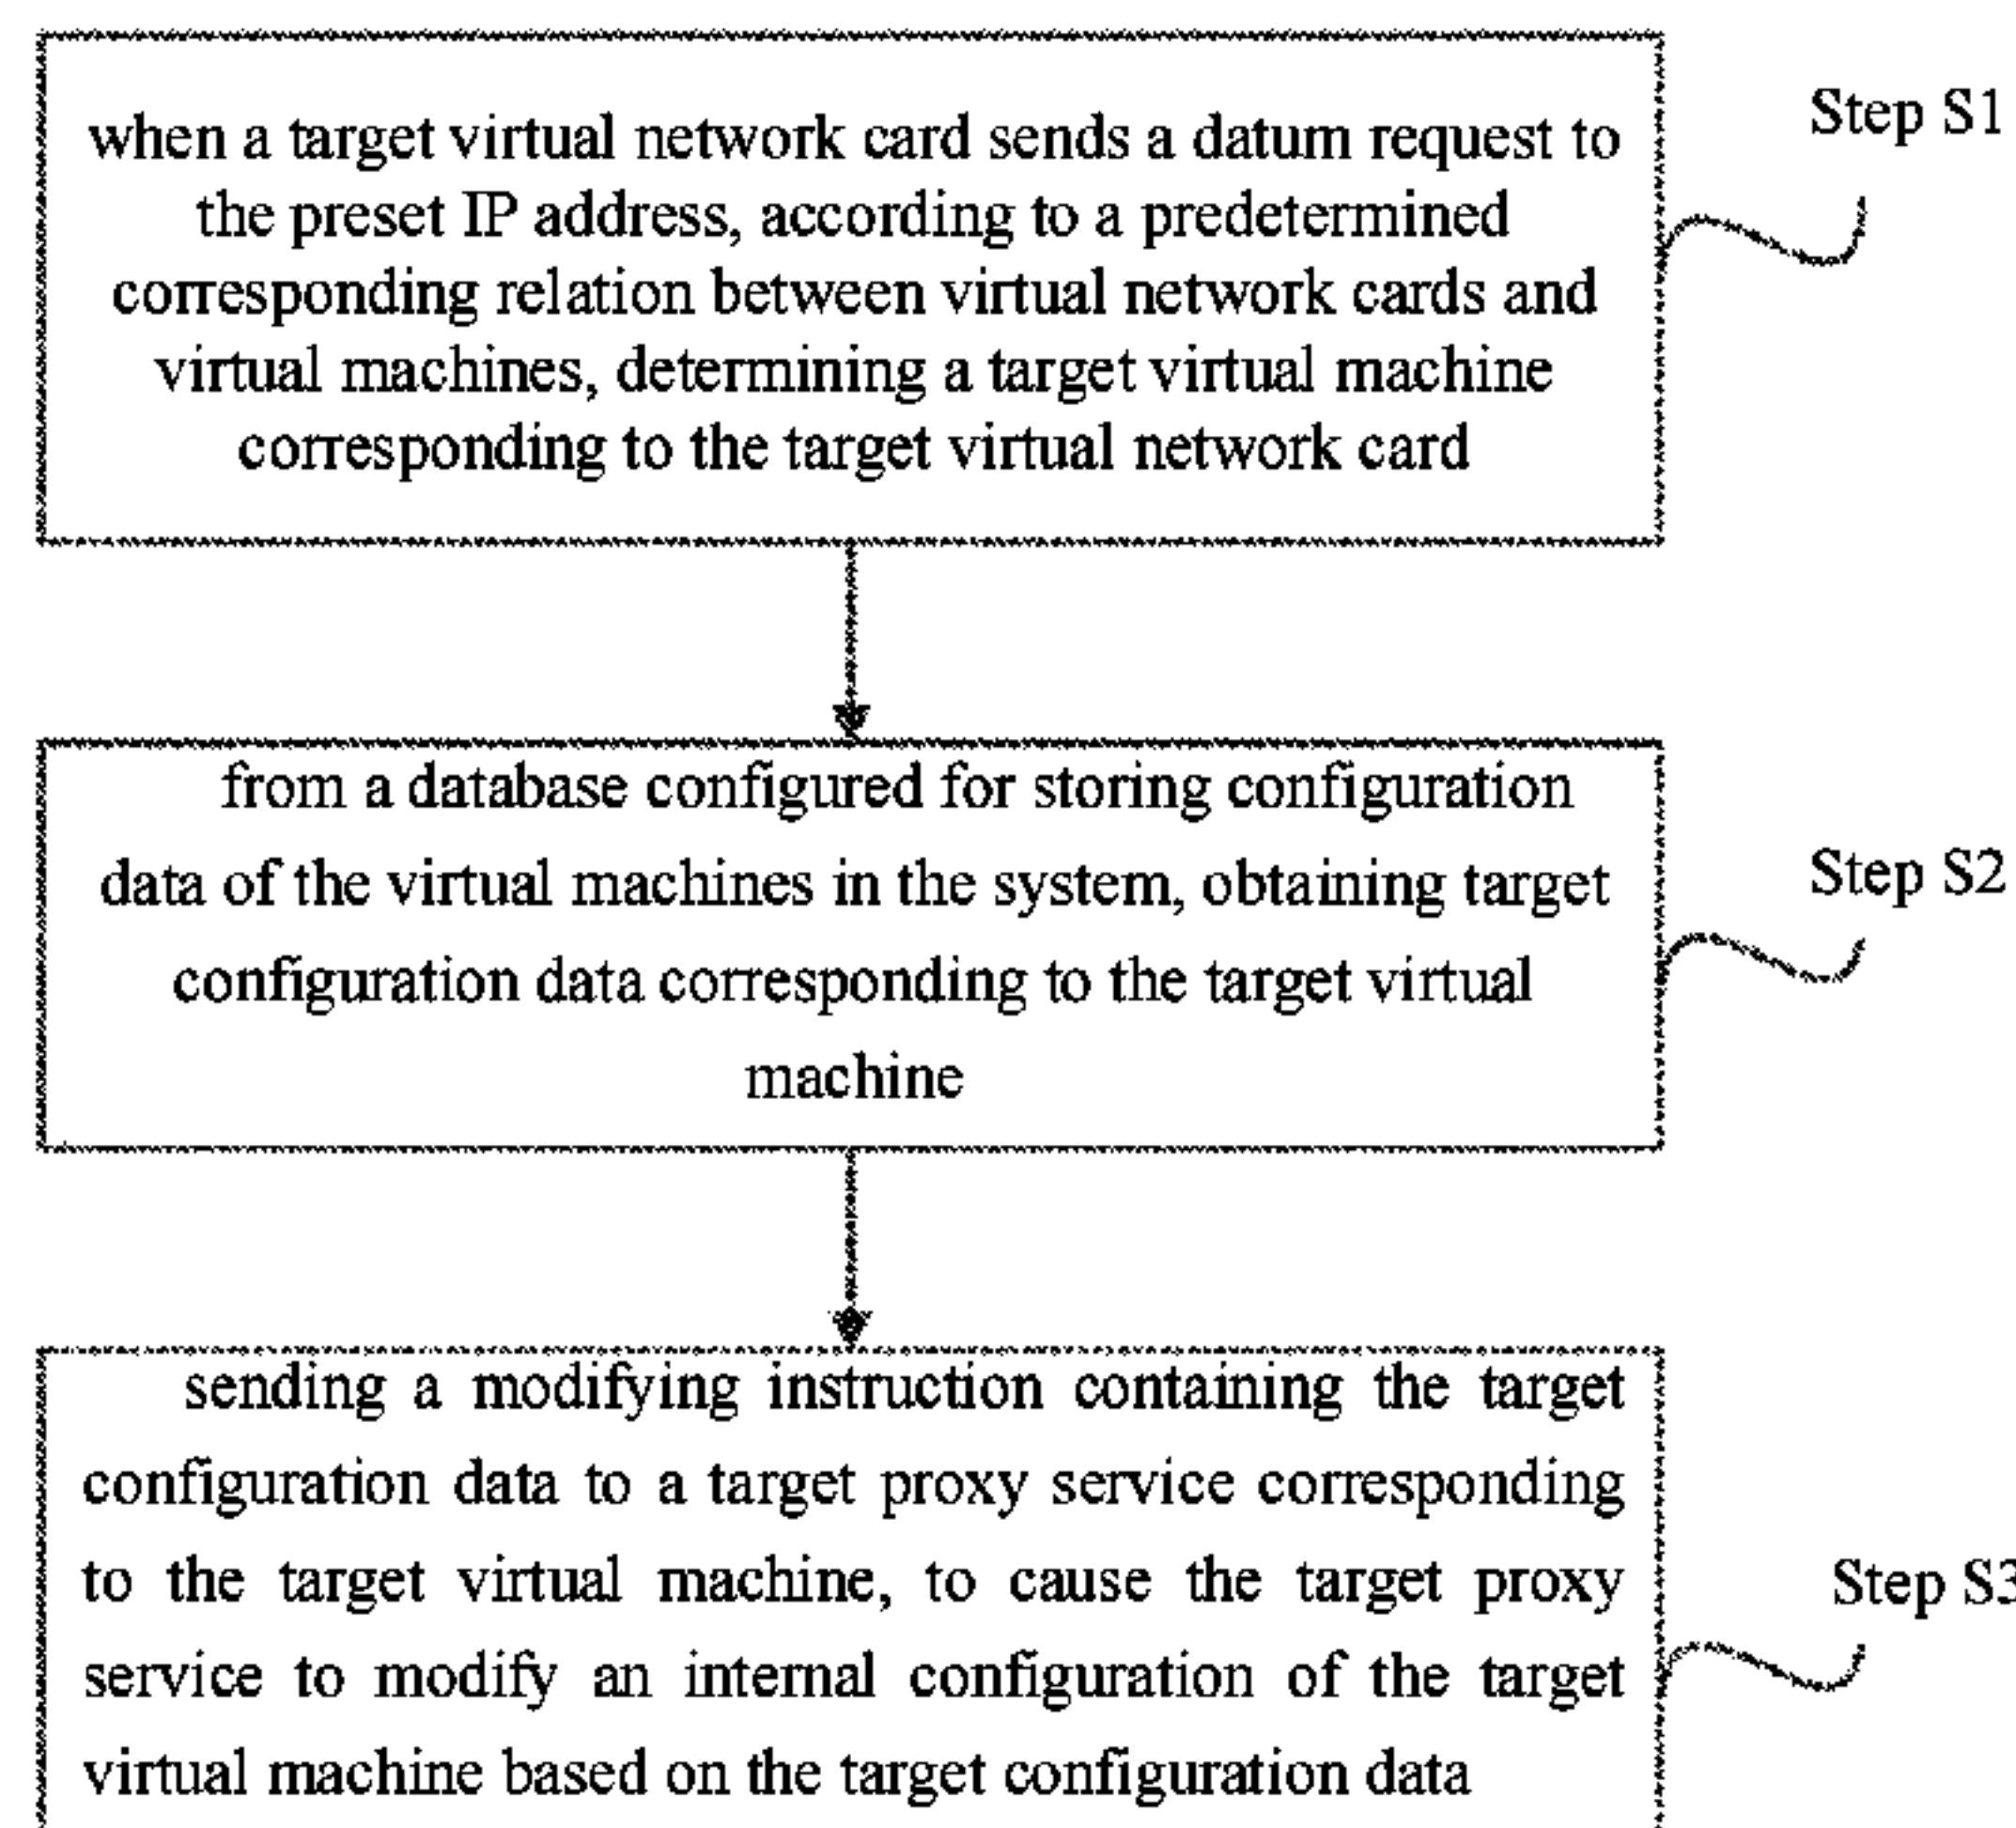 when a target virtual network card sends a datum request to
the preset IP address, according to a predetermined
corresponding relation between virtual network cards and
virtual machines, determining a target virtual machine
corresponding to the target virtual network card
Step S1
from a database configured for storing configuration
data of the virtual machines in the system, obtaining target
configuration data corresponding to the target virtual
machine
Step S2
sending a modifying instruction containing the target
configuration data to a target proxy service corresponding
to the target virtual machine, to cause the target proxy
service to modify an internal configuration of the target
virtual machine based on the target configuration data
Step S3